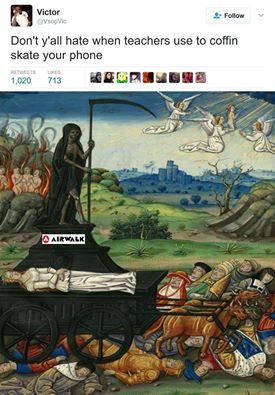 Victor
@VsopVic
Follow
Don't y'all hate when teachers use to coffin
skate your phone
RETWEETS LIKES
1,020 713
AIRWALK